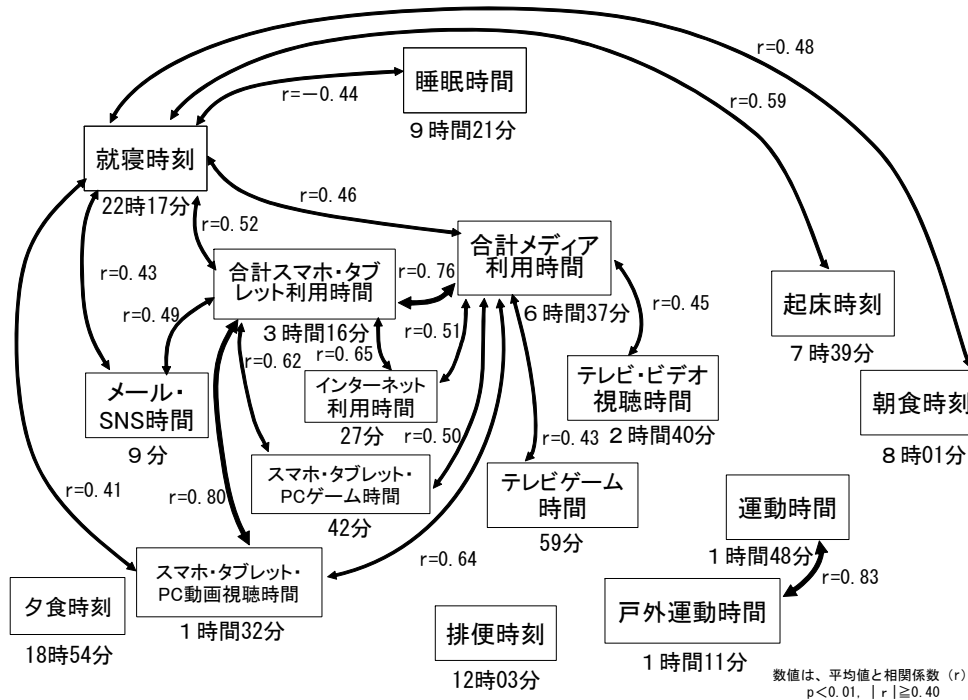 r=0.48
睡眠時間
r=－0.44
9時間21分
r=0.59
就寝時刻
22時17分
r=0.46
r=0.52
合計メディア
利用時間
6時間37分
合計スマホ・タブ
レット利用時間
3時間16分
r=0.76
r=0.43
r=0.49
r=0.51
r=0.45
起床時刻
7時39分
r=0.62
r=0.65
メール・
SNS時間
9分
インターネット
利用時間
27分
テレビ・ビデオ
視聴時間
2時間40分
朝食時刻
8時01分
r=0.50
r=0.43
r=0.41
r=0.80
スマホ・タブレット・
PCゲーム時間
42分
テレビゲーム
時間
59分
運動時間
1時間48分
r=0.64
r=0.83
スマホ・タブレット・
PC動画視聴時間
1時間32分
夕食時刻
18時54分
排便時刻
12時03分
戸外運動時間
1時間11分
数値は、平均値と相関係数（r）
p＜0.01, ｜r｜≧0.40